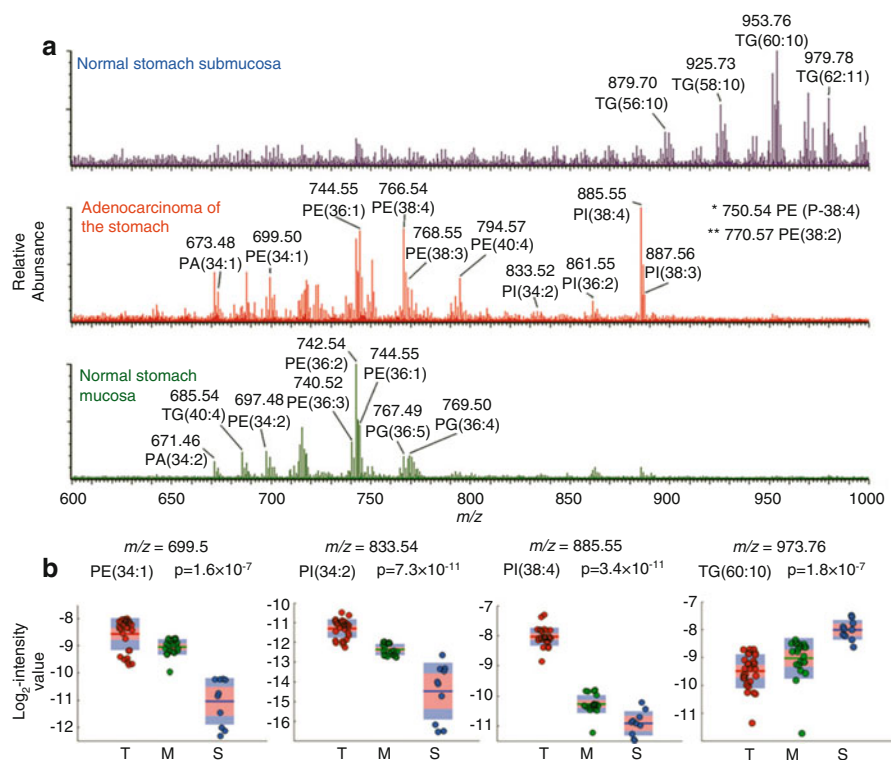 a
Normal stomach submucosa
879.70
TG(56:10)
925.73
TG(58:10)
953.76
TG(60:10)
979.78
TG(62:11)
Relative
Abunsance
Adenocarcinoma of
the stomach
673.48
PA(34:1)
699.50
PE(34:1)
744.55
PE(36:1)
766.54
PE(38:4)
768.55
PE(38:3)
794.57
PE(40:4)
833.52
PI(34:2)
861.55
PI(36:2)
885.55
PI(38:4)
887.56
PI(38:3)
* 750.54 PE (P-38:4)
** 770.57 PE(38:2)
Normal stomach
mucosa
671.46
PA(34:2)
685.54
TG(40:4)
697.48
PE(34:2)
740.52
PE(36:3)
742.54
PE(36:2)
744.55
PE(36:1)
767.49
PG(36:5)
769.50
PG(36:4)
600 650 700 750 800 850 900 950 1000
m/z
b
Log2-intensity
value
m/z = 699.5
PE(34:1) p=1.6×10-7
-8
-9
-10
-11
-12
T M S
m/z = 833.54
PI(34:2) p=7.3×10-11
-10
-11
-12
-13
-14
-15
-16
T M S
m/z = 885.55
PI(38:4) p=3.4×10-11
-7
-8
-9
-10
-11
T M S
m/z = 973.76
TG(60:10) p=1.8×10-7
-7
-8
-9
-10
-11
T M S